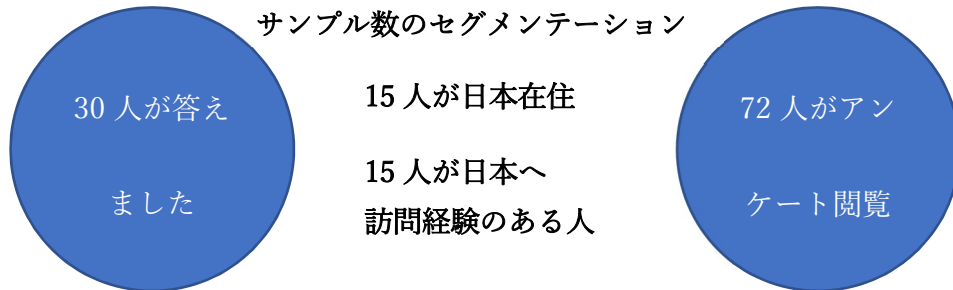 サンプル数のセグメンテーション
30 人が答え
ました
15 人が日本在住
15 人が日本へ
訪問経験のある人
72 人がアン
ケート閲覧